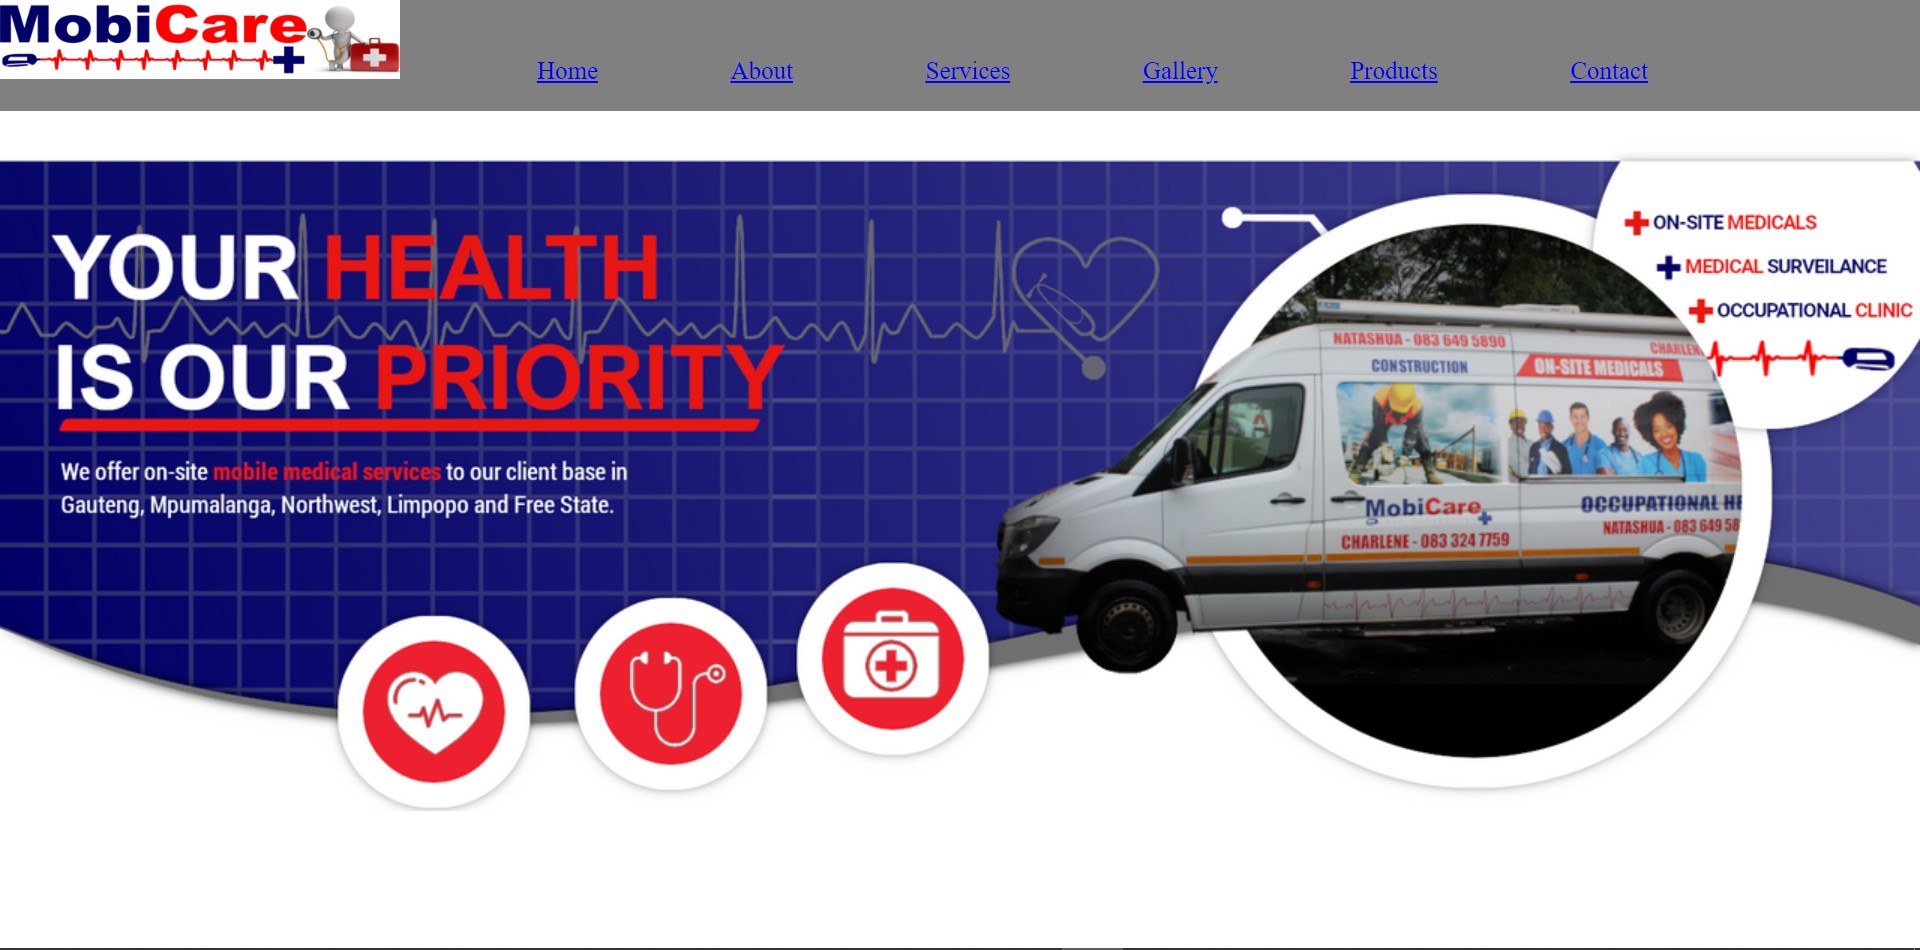 MobiCare
Home About Services Gallery Products Contact
YOUR HEALTH
IS OUR PRIORITY
We offer on-site mobile medical services to our client base in
Gauteng, Mpumalanga, Northwest, Limpopo and Free State.
ON-SITE MEDICALS
MEDICAL SURVEILANCE
OCCUPATIONAL CLINIC
NATASHUA - 083 649 5890
CHARLEN
CONSTRUCTION
ON-SITE MEDICALS
MobiCare
CHARLENE - 083 324 7759
OCCUPATIONAL HE
NATASHUA - 083 649 58